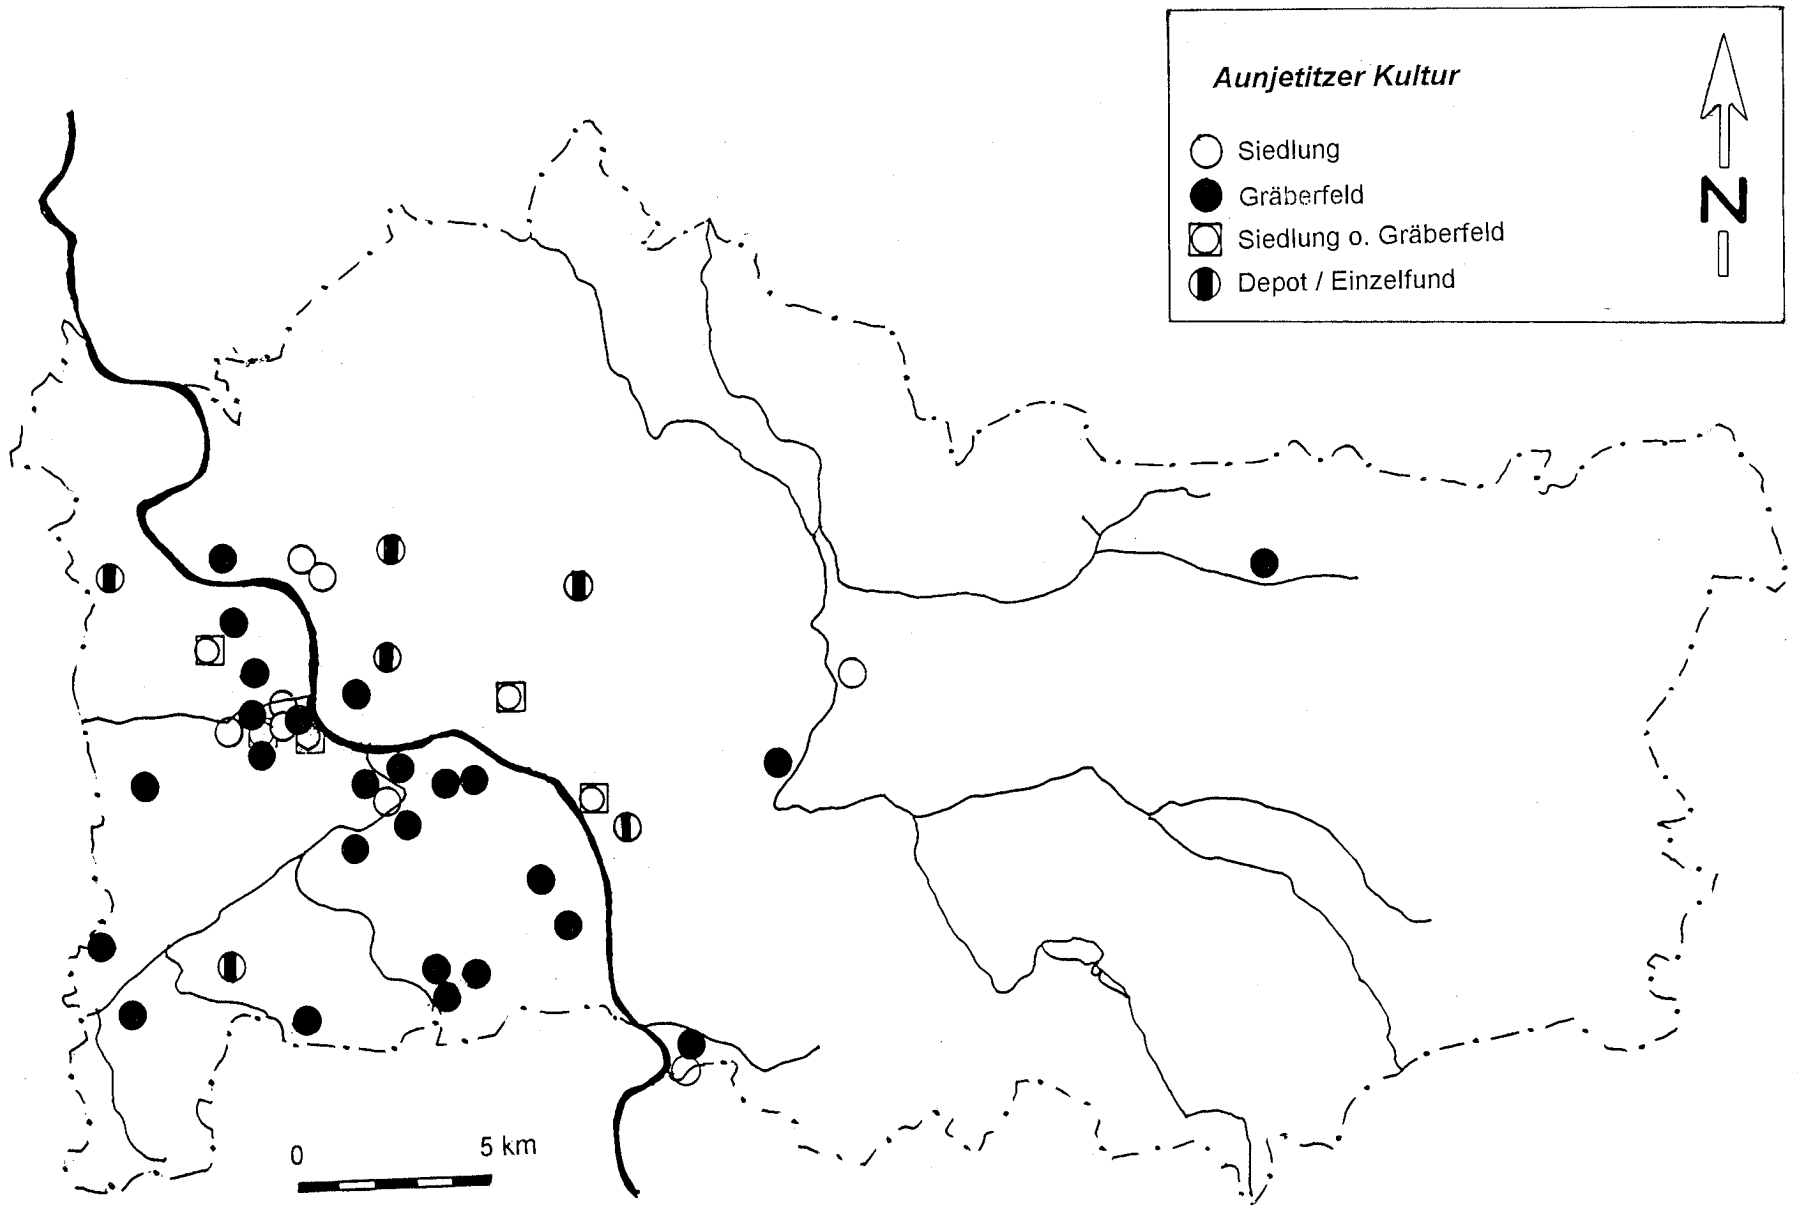 Aunjetitzer Kultur
Siedlung
Gräberfeld
Siedlung o. Gräberfeld
Depot / Einzelfund
N
0 5 km